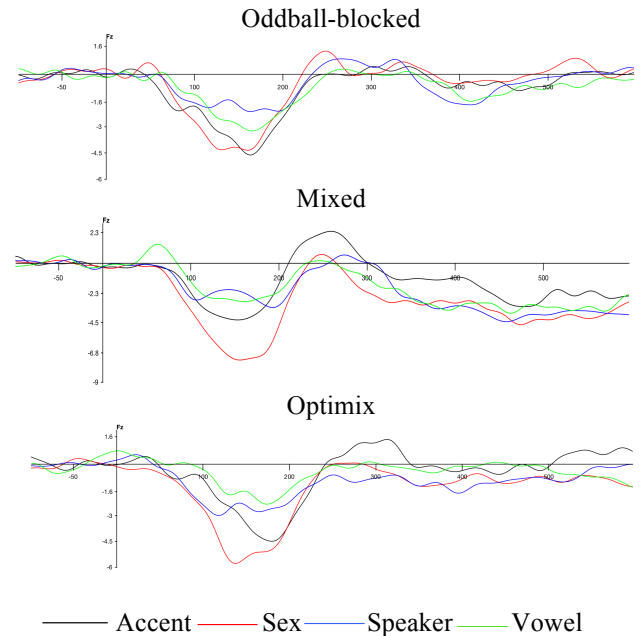 Oddball-blocked
Fz
1.6
-50 100 200 300 400 500
-1.6
-3
-4.5
-6
Mixed
Fz
2.3
-50 100 200 300 400 500
-2.3
-4.5
-6.8
-9
Optimix
Fz
1.6
-50 100 200 300 400 500
-1.6
-3
-4.5
-6
Accent Sex Speaker Vowel